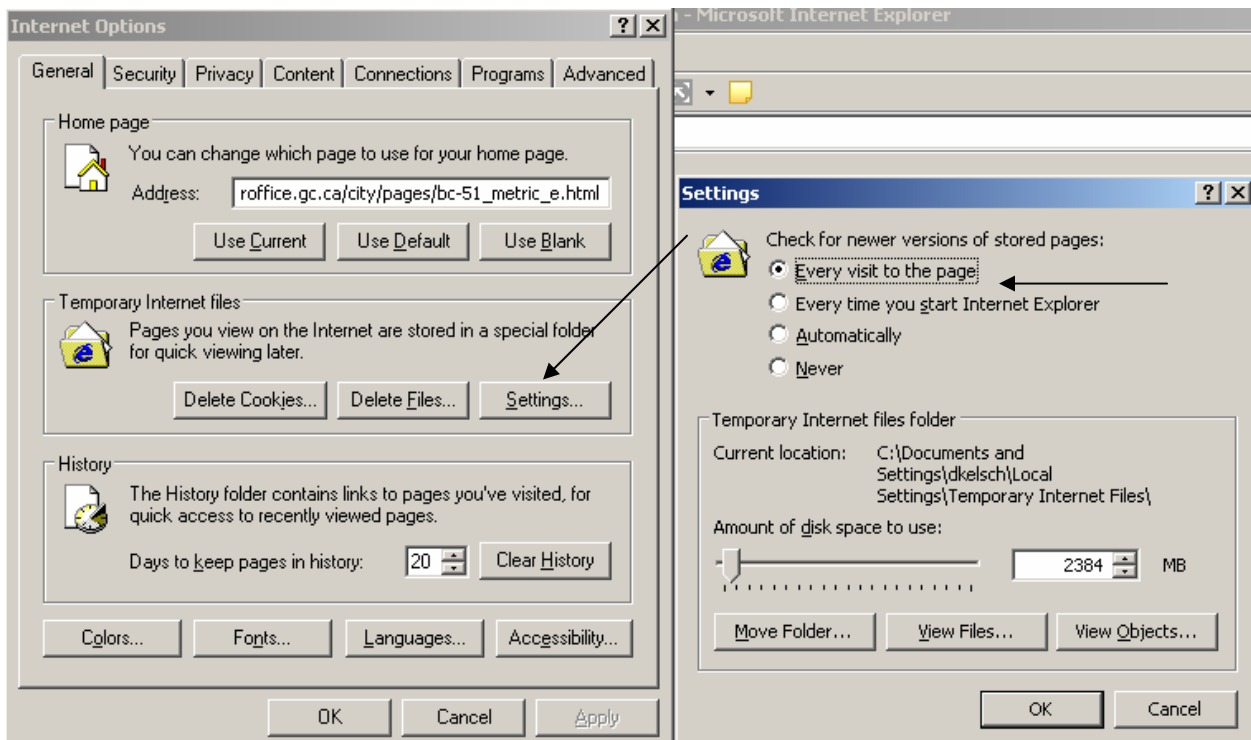 Internet Options
General Security Privacy Content Connections Programs Advanced
Home page
You can change which page to use for your home page.
Address: roffice.gc.ca/city/pages/bc-51_metric_e.html
Use Current Use Default Use Blank
Temporary Internet files
Pages you view on the Internet are stored in a special folder
for quick viewing later.
Delete Cookies... Delete Files... Settings...
History
The History folder contains links to pages you've visited, for
quick access to recently viewed pages.
Days to keep pages in history: 20 Clear History
Colors... Fonts... Languages... Accessibility...
OK Cancel Apply
- Microsoft Internet Explorer
Settings
Check for newer versions of stored pages:
Every visit to the page
Every time you start Internet Explorer
Automatically
Never
Temporary Internet files folder
Current location: C:\Documents and
Settings\dkelsch\Local
Settings\Temporary Internet Files\
Amount of disk space to use:
2384 MB
Move Folder... View Files... View Objects...
OK Cancel